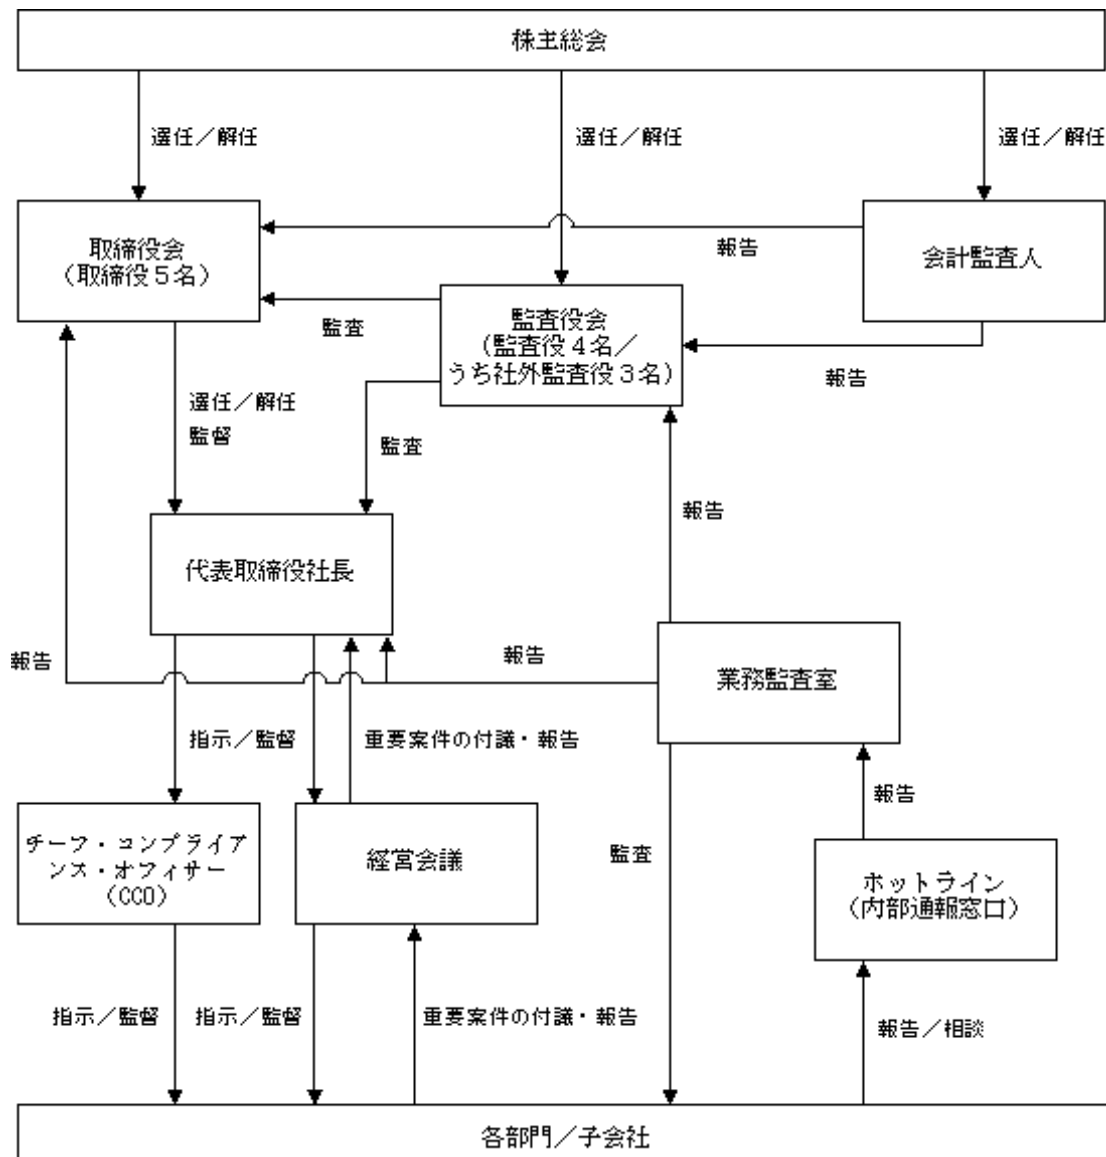 株主総会
選任／解任
選任／解任
選任／解任
取締役会
（取締役５名）
報告
会計監査人
監査
監査役会
（監査役４名／
うち社外監査役３名）
報告
選任／解任
監督
監査
報告
代表取締役社長
報告
報告
業務監査室
指示／監督
重要案件の付議・報告
報告
チーフ・コンプライア
ンス・オフィサー
（CCO）
経営会議
監査
ホットライン
（内部通報窓口）
指示／監督
指示／監督
重要案件の付議・報告
報告／相談
各部門／子会社